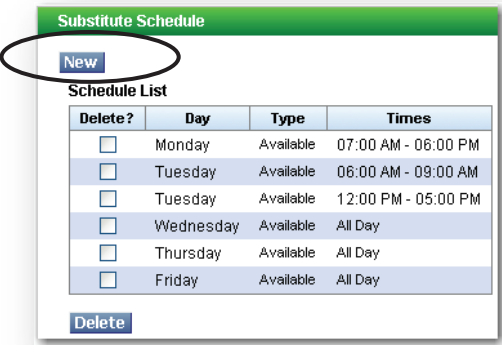 Substitute Schedule
New
Schedule List
Delete? Day Type Times
Monday Available 07:00 AM - 06:00 PM
Tuesday Available 06:00 AM - 09:00 AM
Tuesday Available 12:00 PM - 05:00 PM
Wednesday Available All Day
Thursday Available All Day
Friday Available All Day
Delete